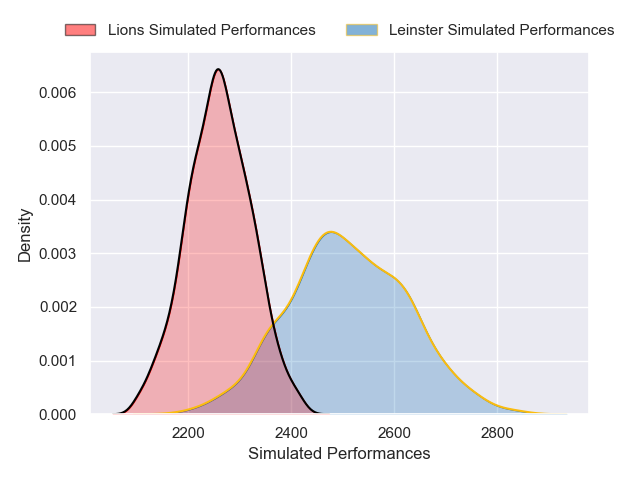 Lions Simulated Performances
Leinster Simulated Performances
0.006
0.005
0.004
0.003
0.002
0.001
0.000
Density
2200
2400
2600
2800
Simulated Performances